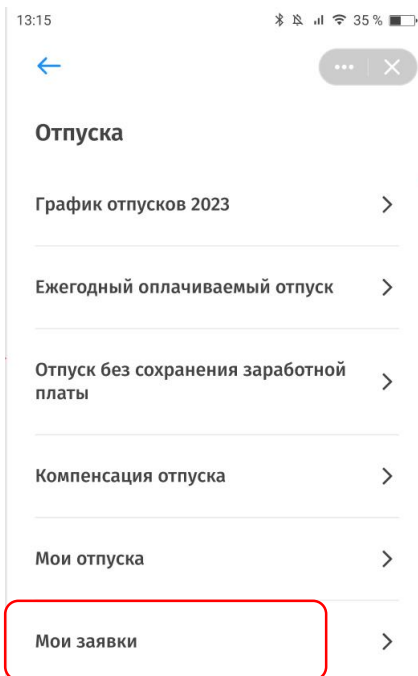 13:15 35 %
Отпуска
График отпусков 2023
Ежегодный оплачиваемый отпуск
Отпуск без сохранения заработной
платы
Компенсация отпуска
Мои отпуска
Мои заявки